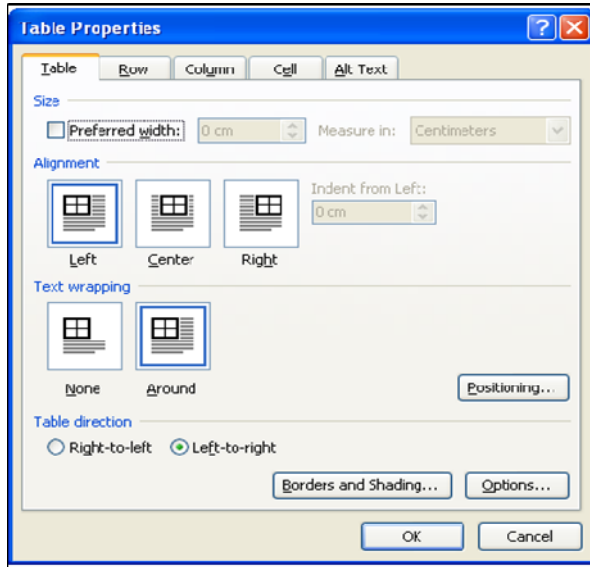 Table Properties
Table Row Column Cell Alt Text
Size
Preferred width: 0 cm Measure in: Centimeters
Alignment
Indent from Left:
0 cm
Left Center Right
Text wrapping
None Around
Positioning...
Table direction
Right-to-left Left-to-right
Borders and Shading... Options...
OK Cancel